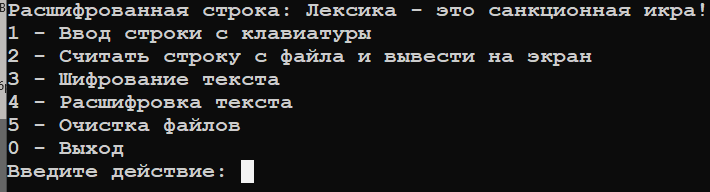 Расшифрованная строка: Лексика - это санкционная икра!
1 - Ввод строки с клавиатуры
2 - Считать строку с файла и вывести на экран
3 - Шифрование текста
4 - Расшифровка текста
5 - Очистка файлов
0 - Выход
Введите действие: